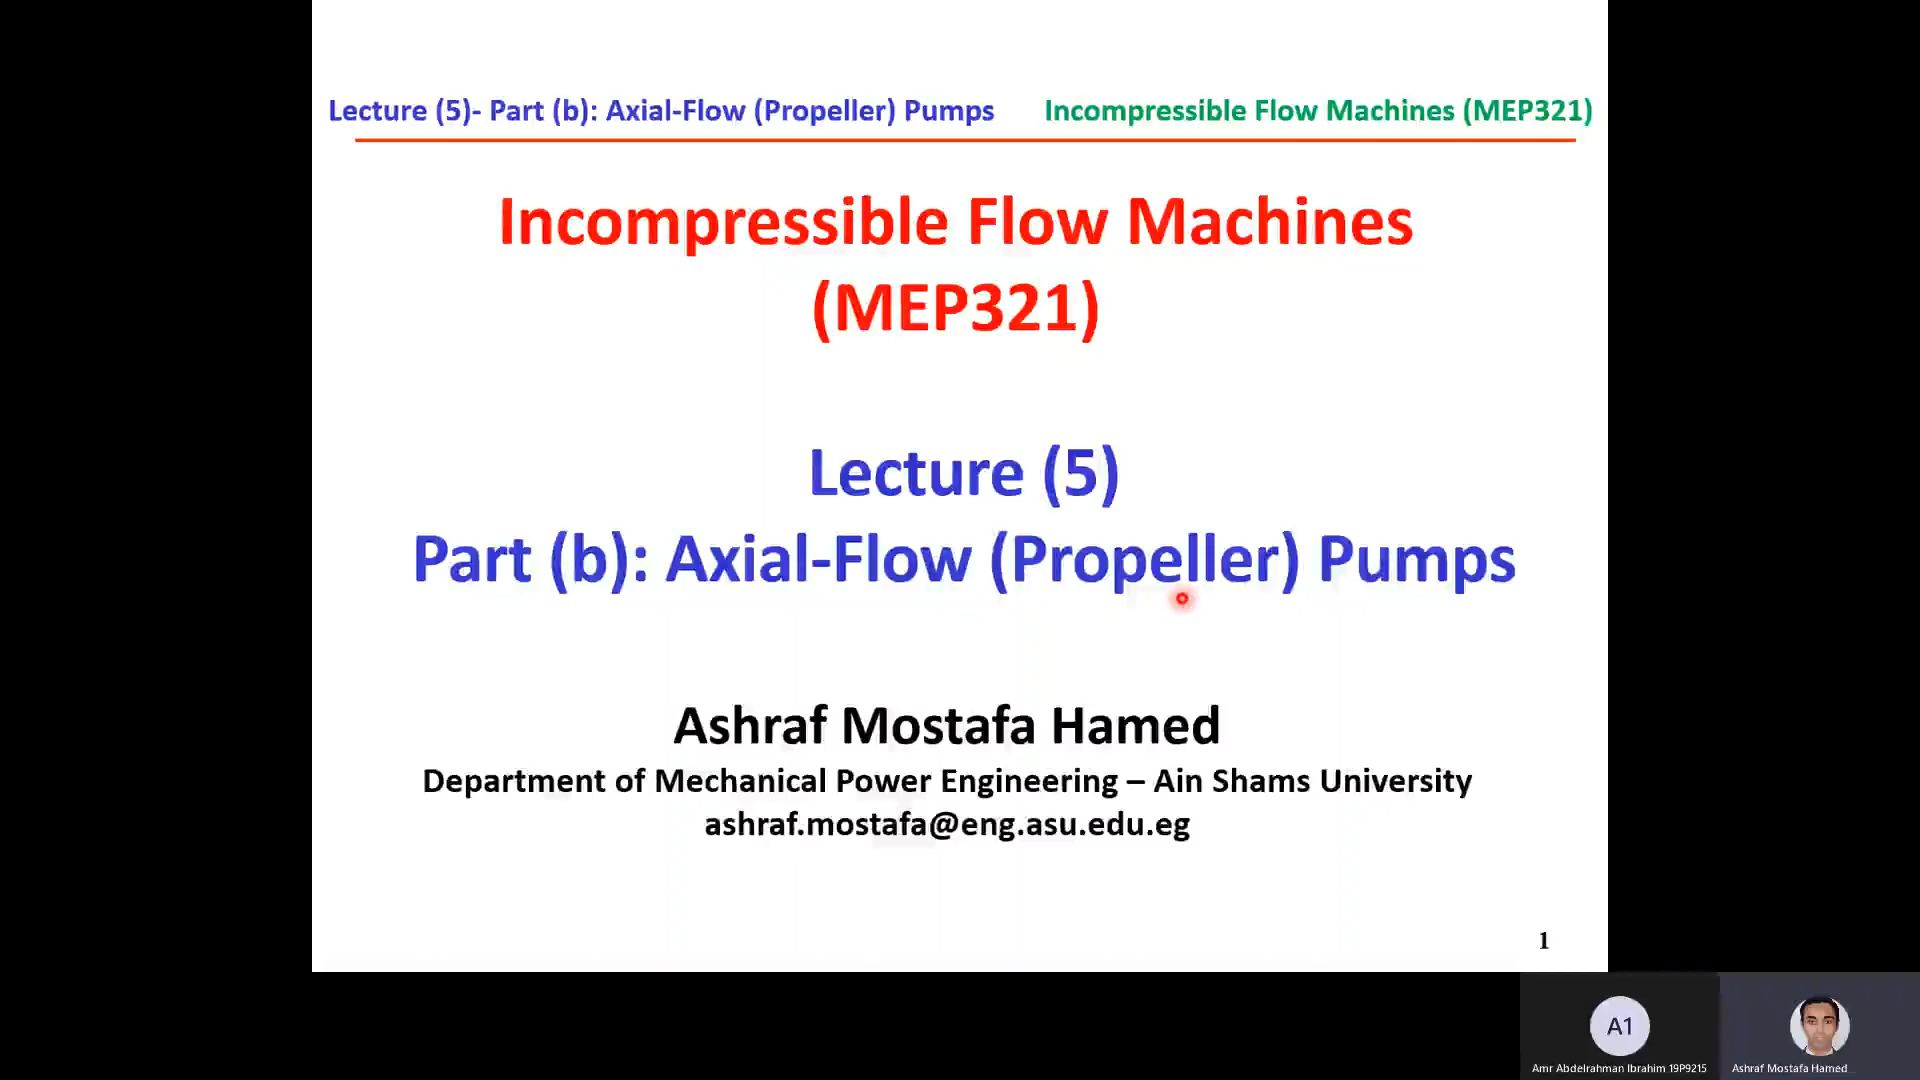 Lecture (5)- Part (b): Axial-Flow (Propeller) Pumps Incompressible Flow Machines (MEP321)
Incompressible Flow Machines
(MEP321)
Lecture (5)
Part (b): Axial-Flow (Propeller) Pumps
Ashraf Mostafa Hamed
Department of Mechanical Power Engineering – Ain Shams University
ashraf.mostafa@eng.asu.edu.eg
1
A1
Amr Abdelrahman Ibrahim 19P9215
Ashraf Mostafa Hamed...